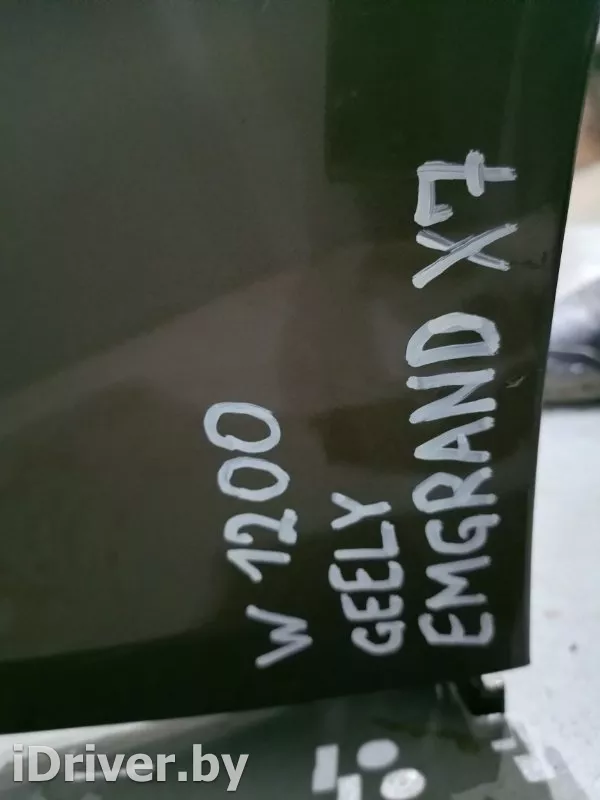 W 1200
GEELY
EMGRAND X7
iDriver.by